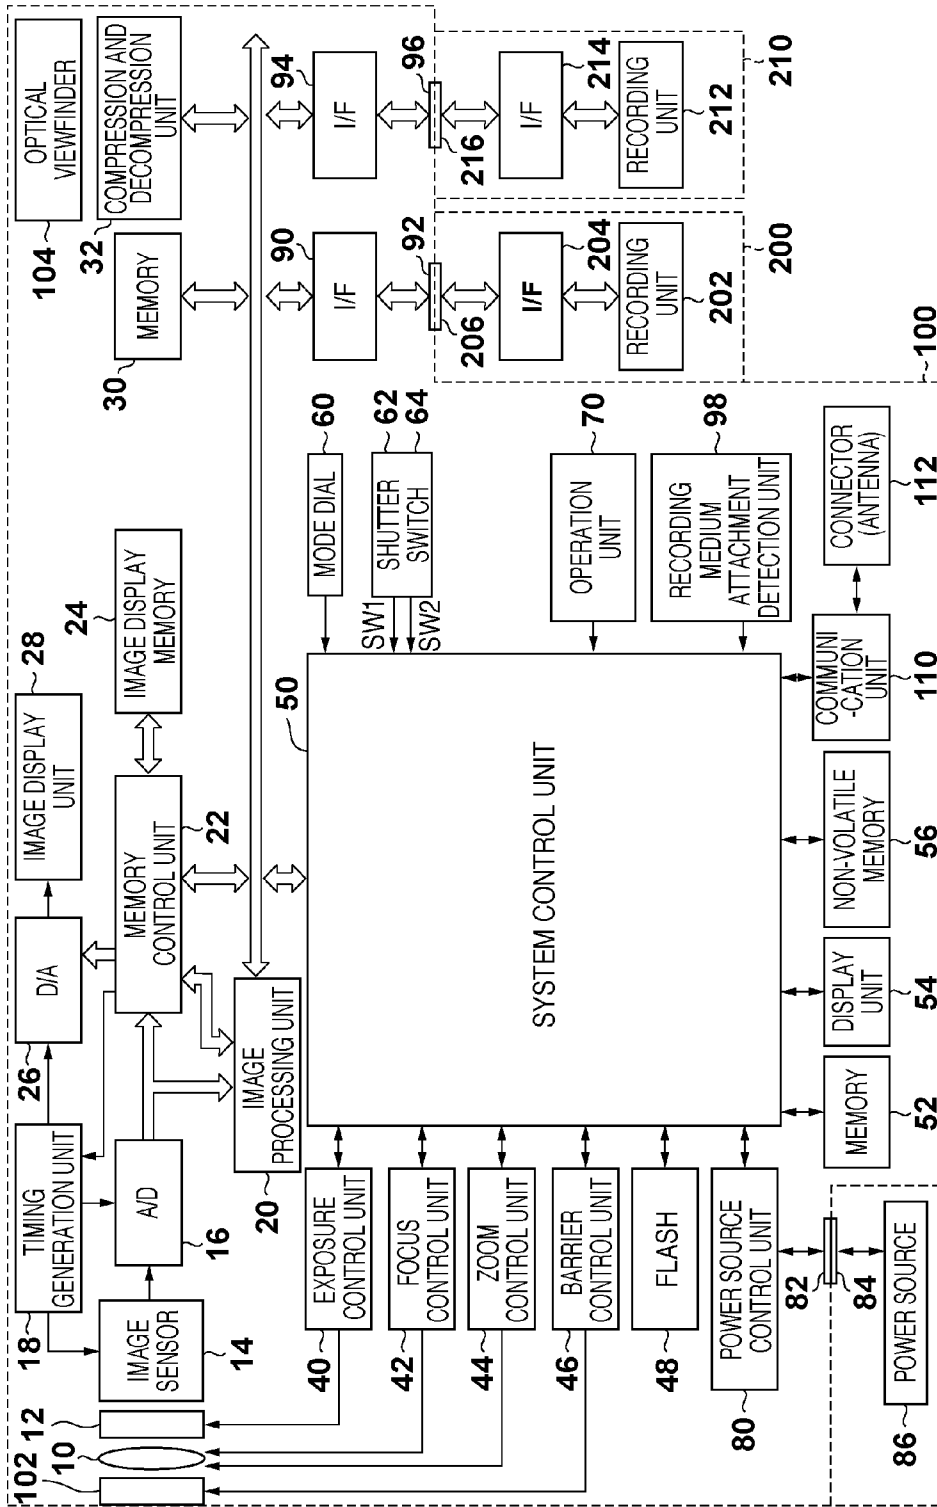 102
10
12
14
IMAGE
SENSOR
18
TIMING
GENERATION UNIT
16
A/D
26
D/A
28
IMAGE DISPLAY
UNIT
22
MEMORY
CONTROL UNIT
24
IMAGE DISPLAY
MEMORY
104
OPTICAL
VIEWFINDER
30
MEMORY
32
COMPRESSION AND
DECOMPRESSION
UNIT
20
IMAGE
PROCESSING UNIT
40
EXPOSURE
CONTROL UNIT
42
FOCUS
CONTROL UNIT
44
ZOOM
CONTROL UNIT
46
BARRIER
CONTROL UNIT
48
FLASH
80
POWER SOURCE
CONTROL UNIT
82
84
86
POWER SOURCE
50
SYSTEM CONTROL UNIT
60
MODE DIAL
62
64
SHUTTER
SWITCH
SW1
SW2
70
OPERATION
UNIT
98
RECORDING
MEDIUM
ATTACHMENT
DETECTION UNIT
52
MEMORY
54
DISPLAY
UNIT
56
NON-VOLATILE
MEMORY
110
COMMUNI
-CATION
UNIT
112
CONNECTOR
(ANTENNA)
90
I/F
92
206
204
I/F
202
RECORDING
UNIT
200
94
I/F
96
216
214
I/F
212
RECORDING
UNIT
210
100